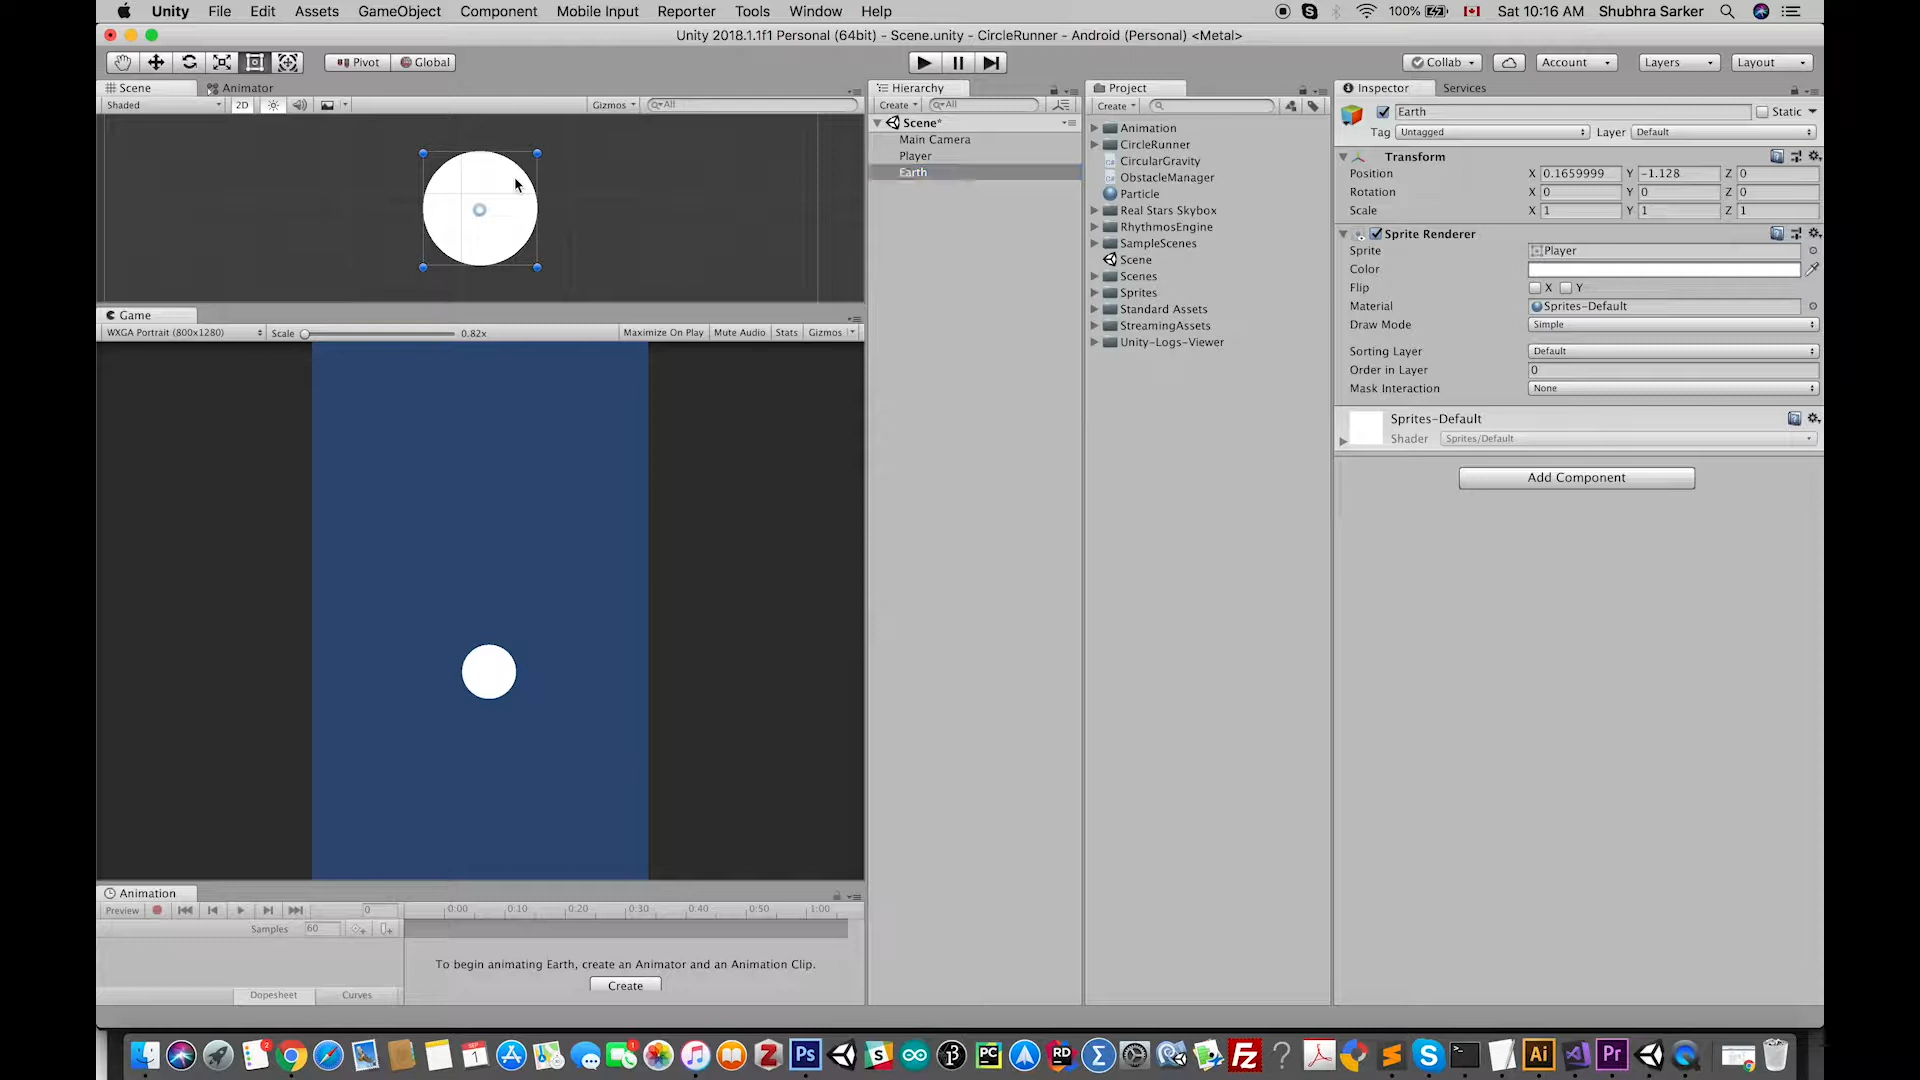 Unity File Edit Assets GameObject Component Mobile Input Reporter Tools Window Help 100% Sat 10:16 AM Shubhra Sarker
Unity 2018.1.1f1 Personal (64bit) - Scene.unity - CircleRunner - Android (Personal) <Metal>
Pivot Global Collab Account Layers Layout
Scene Animator
Shaded 2D Gizmos All
Game
WXGA Portrait (800x1280) Scale 0.82x Maximize On Play Mute Audio Stats Gizmos
Animation
Preview 0 0:00 0:10 0:20 0:30 0:40 0:50 1:00
Samples 60
To begin animating Earth, create an Animator and an Animation Clip.
Create
Dopesheet Curves
Hierarchy
Create All
Scene*
Main Camera
Player
Earth
Project
Create
Animation
CircleRunner
CircularGravity
ObstacleManager
Particle
Real Stars Skybox
RhythmosEngine
SampleScenes
Scene
Scenes
Sprites
Standard Assets
StreamingAssets
Unity-Logs-Viewer
Inspector Services
Earth Static
Tag Untagged Layer Default
Transform
Position X 0.1659999 Y -1.128 Z 0
Rotation X 0 Y 0 Z 0
Scale X 1 Y 1 Z 1
Sprite Renderer
Sprite Player
Color
Flip X Y
Material Sprites-Default
Draw Mode Simple
Sorting Layer Default
Order in Layer 0
Mask Interaction None
Sprites-Default
Shader Sprites/Default
Add Component
2 1 1 Z Ps S PC RD Σ FZ ? S Ai Pr